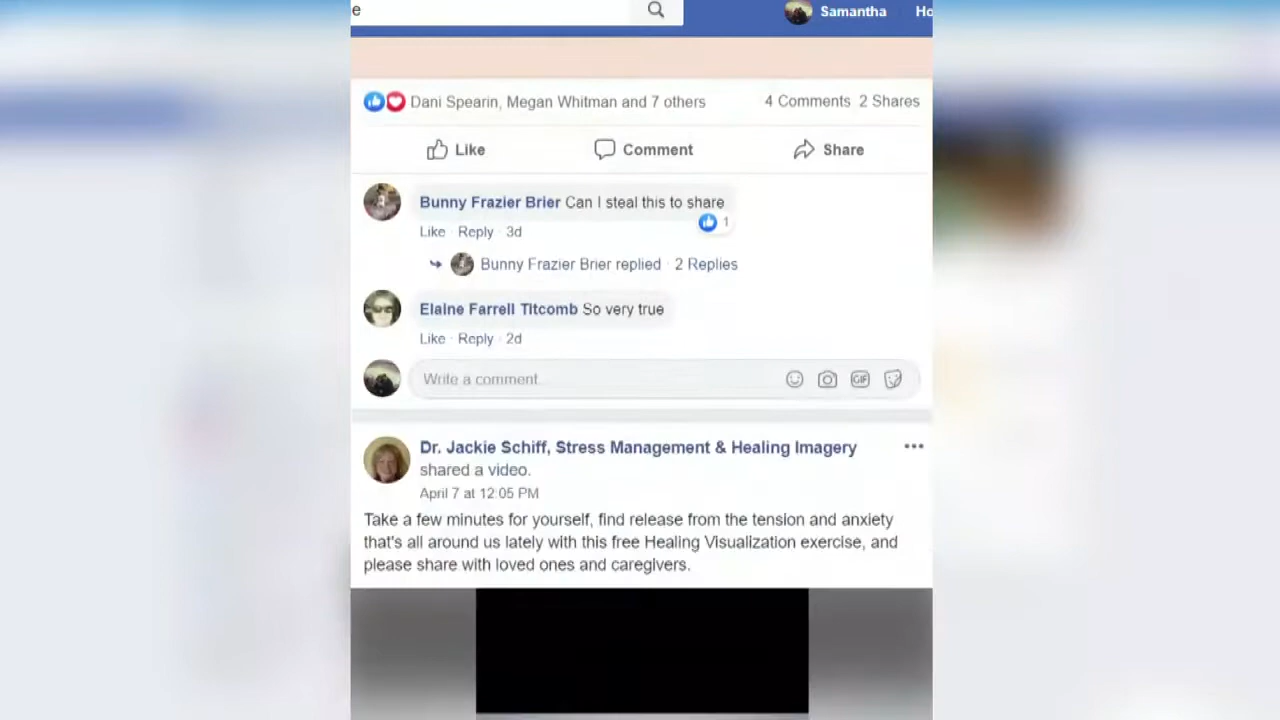 e
Samantha
Ho
Dani Spearin, Megan Whitman and 7 others
4 Comments 2 Shares
Like
Comment
Share
Bunny Frazier Brier Can I steal this to share
1
Like · Reply · 3d
Bunny Frazier Brier replied · 2 Replies
Elaine Farrell Titcomb So very true
Like · Reply · 2d
Write a comment...
GIF
Dr. Jackie Schiff, Stress Management & Healing Imagery
shared a video.
April 7 at 12:05 PM
Take a few minutes for yourself, find release from the tension and anxiety
that's all around us lately with this free Healing Visualization exercise, and
please share with loved ones and caregivers.